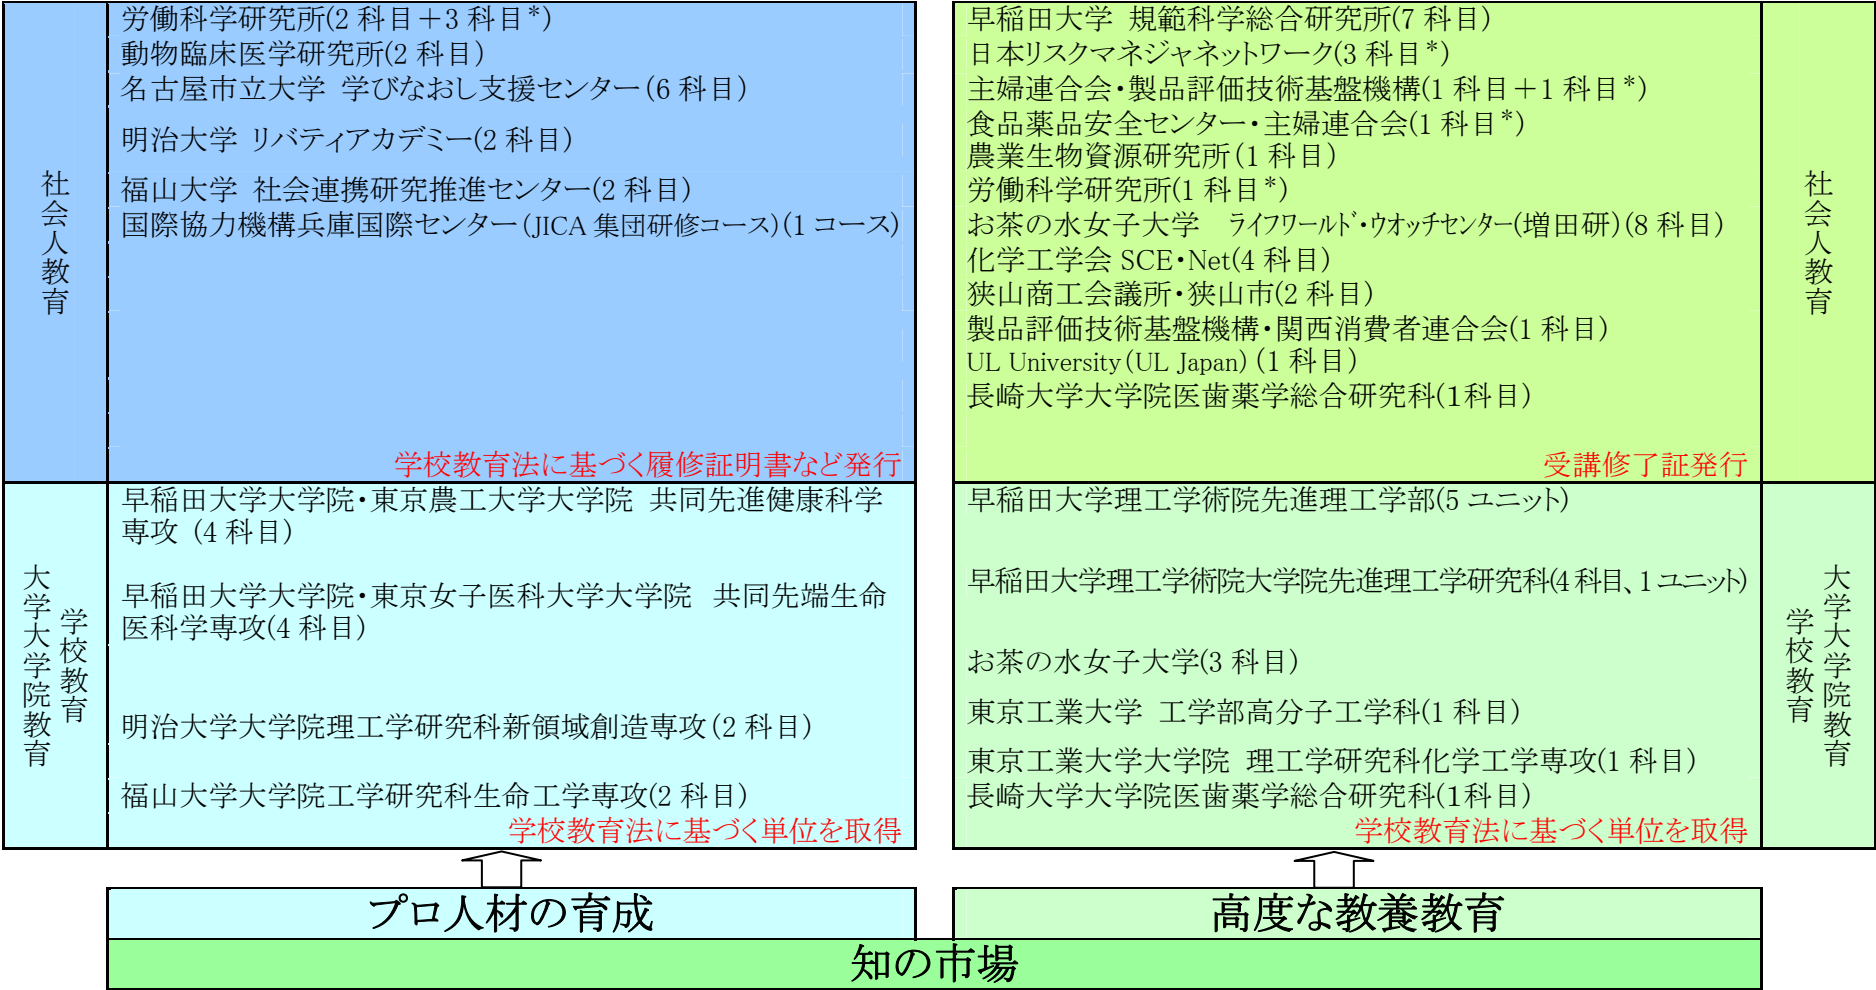 社会人教育
労働科学研究所(2 科目+3 科目*)
動物臨床医学研究所(2 科目)
名古屋市立大学 学びなおし支援センター(6 科目)
明治大学 リバティアカデミー(2 科目)
福山大学 社会連携研究推進センター(2 科目)
国際協力機構兵庫国際センター(JICA 集団研修コース)(1 コース)
学校教育法に基づく履修証明書など発行
学校教育
大学大学院教育
早稲田大学大学院・東京農工大学大学院 共同先進健康科学
専攻 (4 科目)
早稲田大学大学院・東京女子医科大学大学院 共同先端生命
医科学専攻(4 科目)
明治大学大学院理工学研究科新領域創造専攻(2 科目)
福山大学大学院工学研究科生命工学専攻(2 科目)
学校教育法に基づく単位を取得
早稲田大学 規範科学総合研究所(7 科目)
日本リスクマネジャネットワーク(3 科目*)
主婦連合会・製品評価技術基盤機構(1 科目+1 科目*)
食品薬品安全センター・主婦連合会(1 科目*)
農業生物資源研究所(1 科目)
労働科学研究所(1 科目*)
お茶の水女子大学 ライフワールド・ウオッチセンター(増田研)(8 科目)
化学工学会 SCE・Net(4 科目)
狭山商工会議所・狭山市(2 科目)
製品評価技術基盤機構・関西消費者連合会(1 科目)
UL University(UL Japan)(1 科目)
長崎大学大学院医歯薬学総合研究科(1科目)
受講修了証発行
社会人教育
早稲田大学理工学術院先進理工学部(5 ユニット)
早稲田大学理工学術院大学院先進理工学研究科(4 科目、1 ユニット)
お茶の水女子大学(3 科目)
東京工業大学 工学部高分子工学科(1 科目)
東京工業大学大学院 理工学研究科化学工学専攻(1 科目)
長崎大学大学院医歯薬学総合研究科(1科目)
学校教育法に基づく単位を取得
大学大学院教育
学校教育
プロ人材の育成
高度な教養教育
知の市場